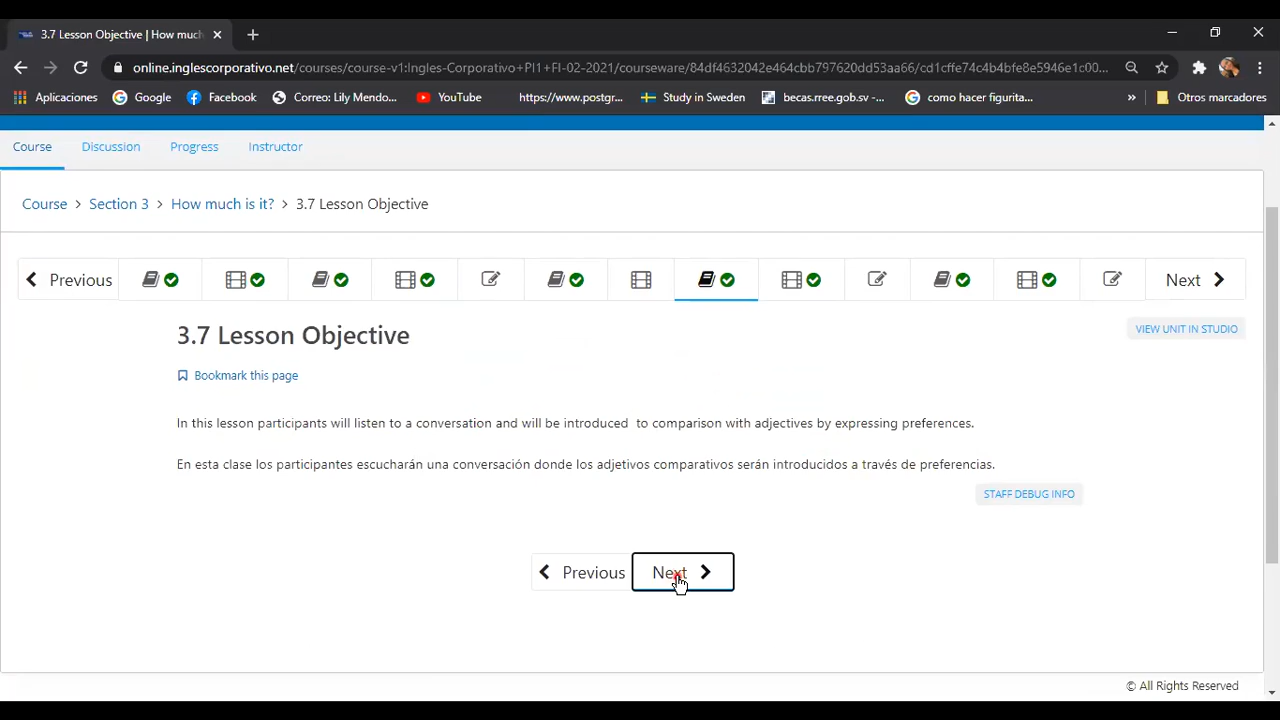 3.7 Lesson Objective | How much
online.inglescorporativo.net/courses/course-v1:Ingles-Corporativo+PI1+FI-02-2021/courseware/84df4632042e464cbb797620dd53aa66/cd1cffe74c4b4bfe8e5946e1c00...
Aplicaciones Google Facebook Correo: Lily Mendo... YouTube https://www.postgr... Study in Sweden becas.ree.gob.sv -... como hacer figurita... » Otros marcadores
Course Discussion Progress Instructor
Course > Section 3 > How much is it? > 3.7 Lesson Objective
Previous Next
3.7 Lesson Objective
VIEW UNIT IN STUDIO
Bookmark this page
In this lesson participants will listen to a conversation and will be introduced to comparison with adjectives by expressing preferences.
En esta clase los participantes escucharán una conversación donde los adjetivos comparativos serán introducidos a través de preferencias.
STAFF DEBUG INFO
Previous Next
© All Rights Reserved